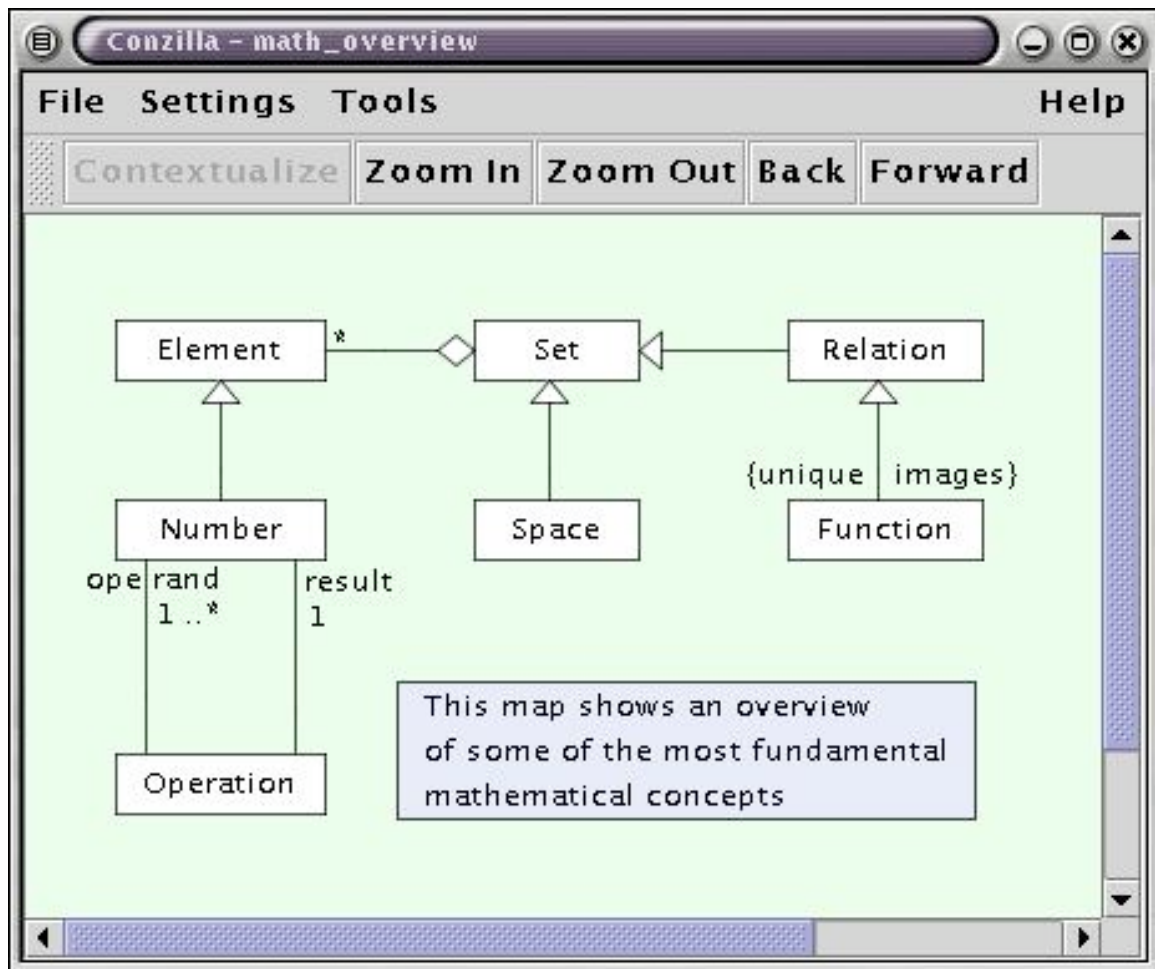 Conzilla – math_overview
File Settings Tools Help
Contextualize Zoom In Zoom Out Back Forward
Element * Set Relation
{unique images}
Number Space Function
operand result
1 ..* 1
This map shows an overview
of some of the most fundamental
Operation
mathematical concepts